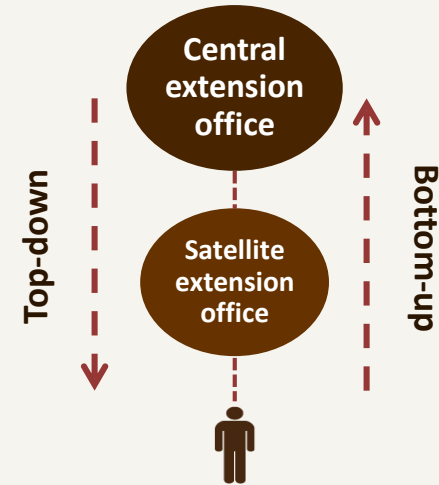 Central
extension
office
Top-down
Bottom-up
Satellite
extension
office